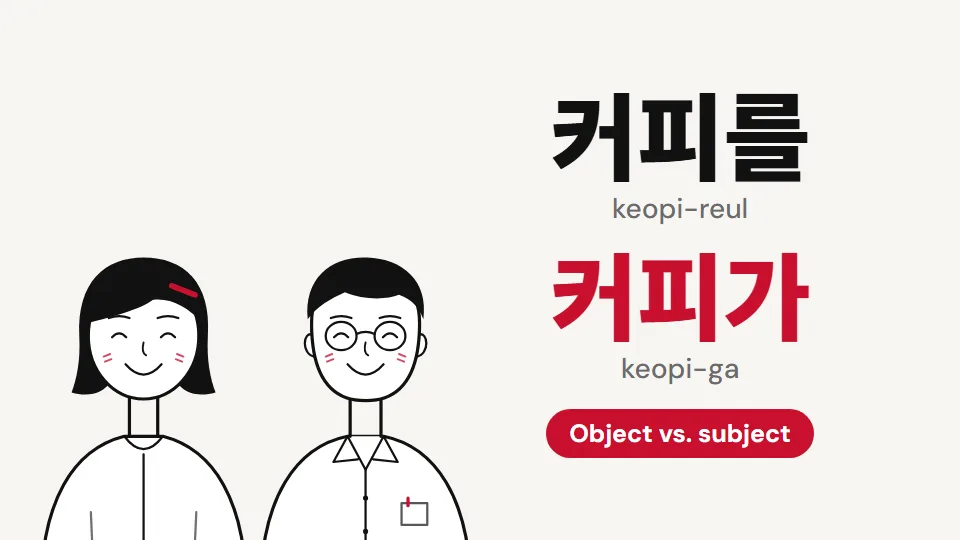 커피를
keopi-reul
커피가
keopi-ga
Object vs. subject